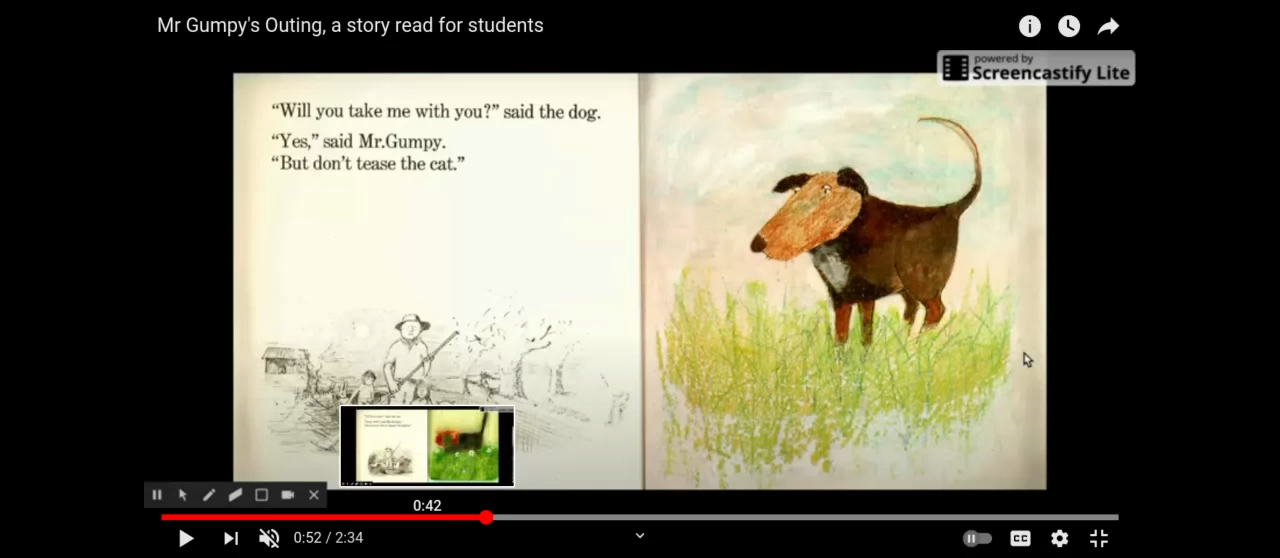 Mr Gumpy's Outing, a story read for students
powered by
Screencastify Lite
“Will you take me with you?” said the dog.
“Yes,” said Mr.Gumpy.
“But don’t tease the cat.”
0:42
0:52 / 2:34
CC